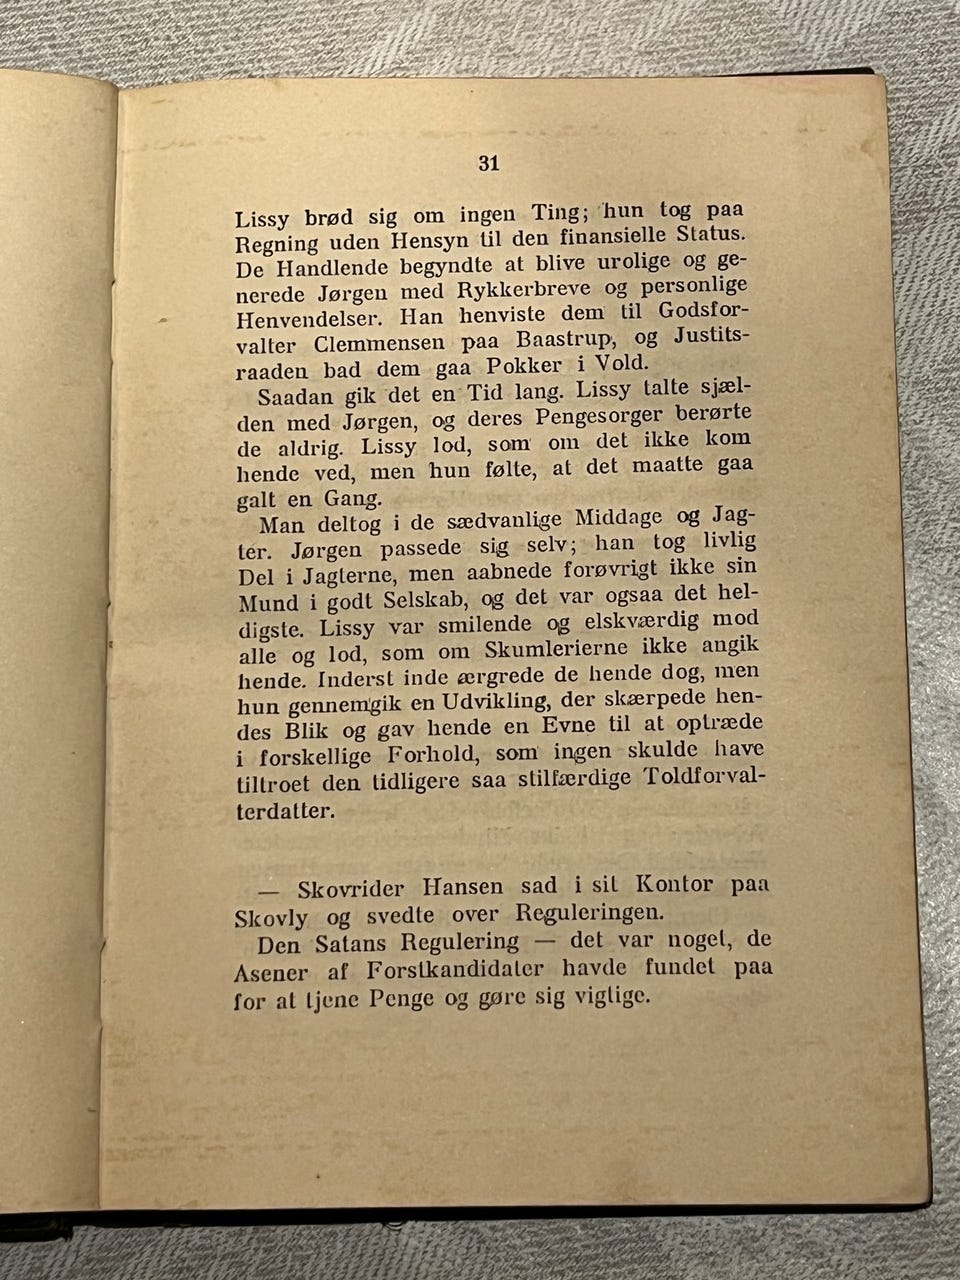 31
Lissy brød sig om ingen Ting; hun tog paa
Regning uden Hensyn til den finansielle Status.
De Handlende begyndte at blive urolige og ge-
nerede Jørgen med Rykkerbreve og personlige
Henvendelser. Han henviste dem til Godsfor-
valter Clemmensen paa Baastrup, og Justits-
raaden bad dem gaa Pokker i Vold.
Saadan gik det en Tid lang. Lissy talte sjæl-
den med Jørgen, og deres Pengesorger berørte
de aldrig. Lissy lod, som om det ikke kom
hende ved, men hun følte, at det maatte gaa
galt en Gang.
Man deltog i de sædvanlige Middage og Jag-
ter. Jørgen passede sig selv; han tog livlig
Del i Jagterne, men aabnede forøvrigt ikke sin
Mund i godt Selskab, og det var ogsaa det hel-
digste. Lissy var smilende og elskværdig mod
alle og lod, som om Skumlerierne ikke angik
hende. Inderst inde ærgrede de hende dog, men
hun gennemgik en Udvikling, der skærpede hen-
des Blik og gav hende en Evne til at optræde
i forskellige Forhold, som ingen skulde have
tiltroet den tidligere saa stilfærdige Toldforval-
terdatter.
— Skovrider Hansen sad i sit Kontor paa
Skovly og svedte over Reguleringen.
Den Satans Regulering — det var noget, de
Asener af Forstkandidater havde fundet paa
for at tjene Penge og gøre sig vigtige.